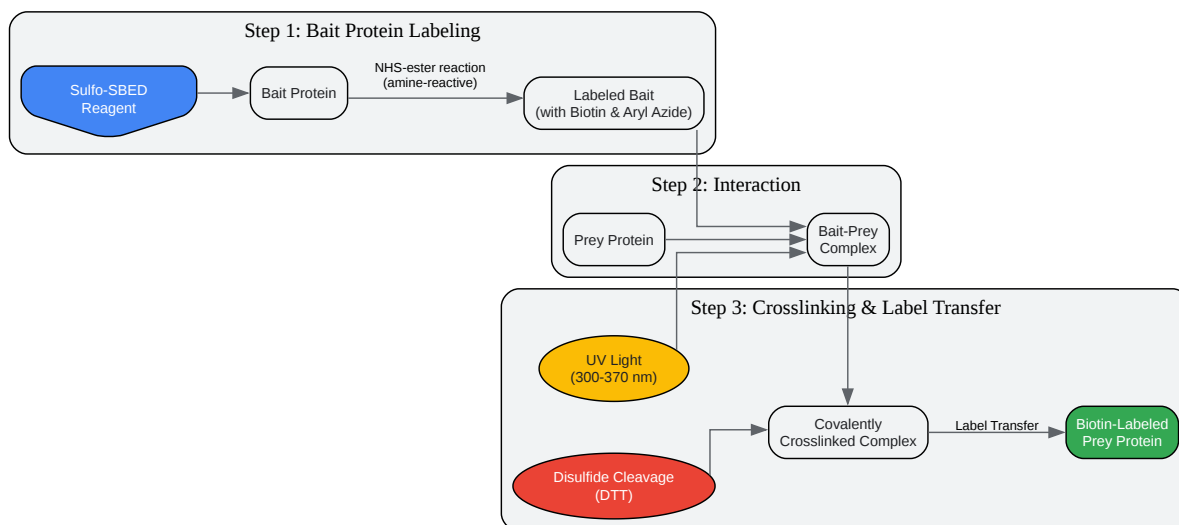 Step 1: Bait Protein Labeling
Sulfo-SBED
Reagent
Bait Protein
NHS-ester reaction
(amine-reactive)
Labeled Bait
(with Biotin & Aryl Azide)
Step 2: Interaction
Prey Protein
Bait-Prey
Complex
Step 3: Crosslinking & Label Transfer
UV Light
(300-370 nm)
Disulfide Cleavage
(DTT)
Covalently
Crosslinked Complex
Label Transfer
Biotin-Labeled
Prey Protein